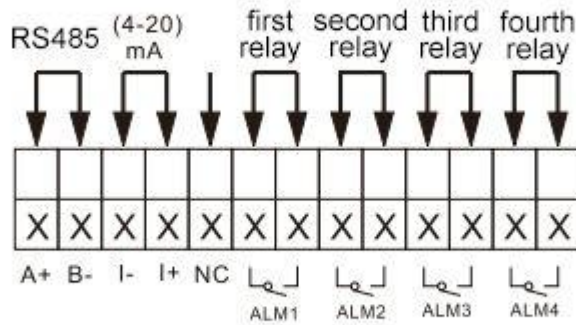 RS485 (4-20) mA first relay second relay third relay fourth relay
X X X X X X X X X X X X X
A+ B- I- I+ NC
ALM1 ALM2 ALM3 ALM4